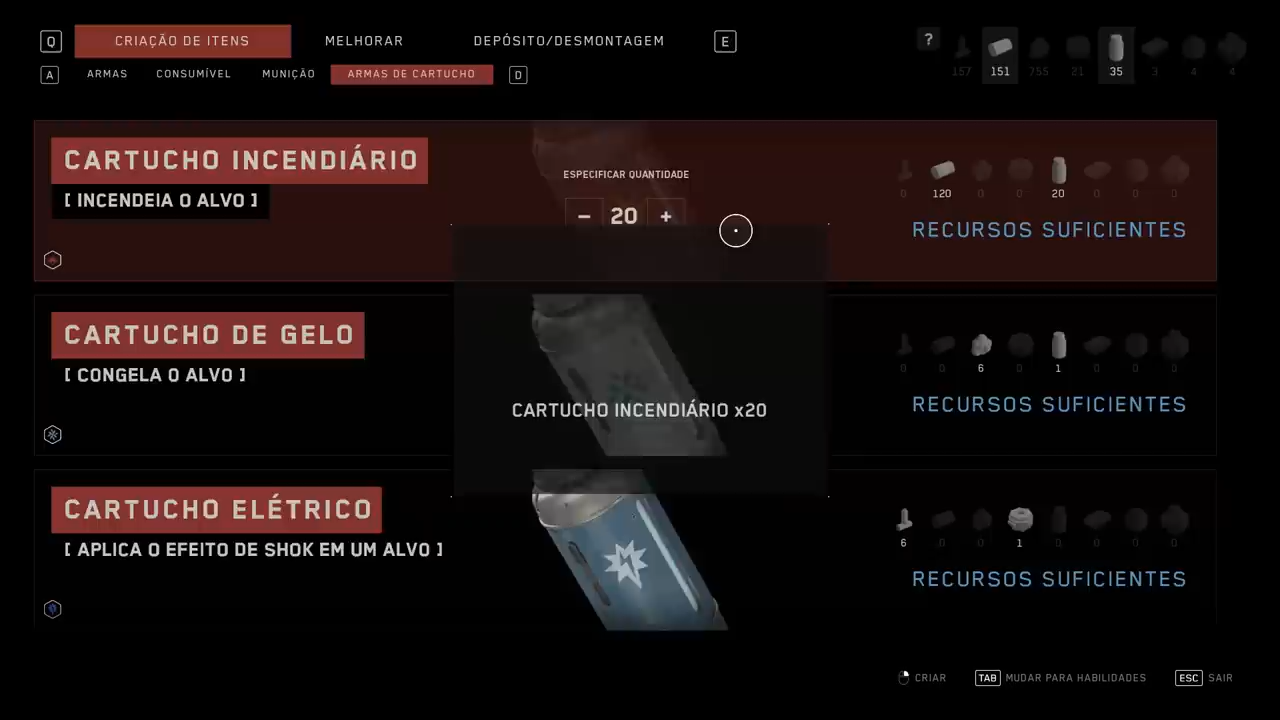 Q CRIAÇÃO DE ITENS MELHORAR DEPÓSITO/DESMONTAGEM E
?
157 151 755 21 35 3 4 4
A ARMAS CONSUMÍVEL MUNIÇÃO ARMAS DE CARTUCHO D
CARTUCHO INCENDIÁRIO
[ INCENDEIA O ALVO ]
ESPECIFICAR QUANTIDADE
− 20 +
0 120 0 0 20 0 0 0
RECURSOS SUFICIENTES
CARTUCHO DE GELO
[ CONGELA O ALVO ]
0 0 6 0 1 0 0 0
RECURSOS SUFICIENTES
CARTUCHO INCENDIÁRIO x20
CARTUCHO ELÉTRICO
[ APLICA O EFEITO DE SHOK EM UM ALVO ]
6 0 0 1 0 0 0 0
RECURSOS SUFICIENTES
CRIAR TAB MUDAR PARA HABILIDADES ESC SAIR